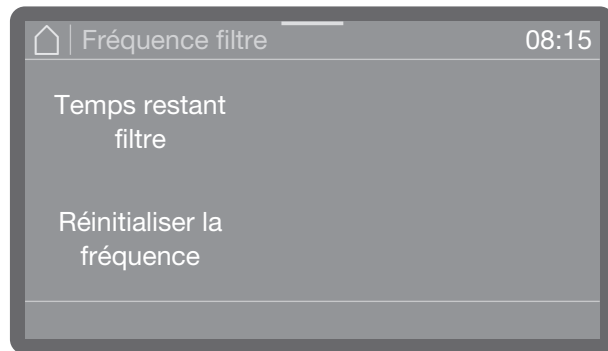 Fréquence filtre
08:15
Temps restant
filtre
Réinitialiser la
fréquence